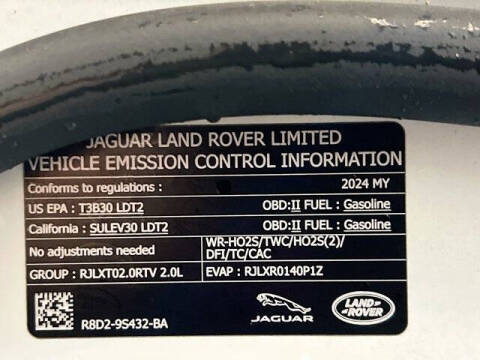 JAGUAR LAND ROVER LIMITED
VEHICLE EMISSION CONTROL INFORMATION
Conforms to regulations : 2024 MY
US EPA : T3B30 LDT2 OBD:II FUEL : Gasoline
California : SULEV30 LDT2 OBD:II FUEL : Gasoline
No adjustments needed WR-HO2S/TWC/HO2S(2)/
DFI/TC/CAC
GROUP : RJLXT02.0RTV 2.0L EVAP : RJLXR0140P1Z
R8D2-9S432-BA JAGUAR LAND ROVER